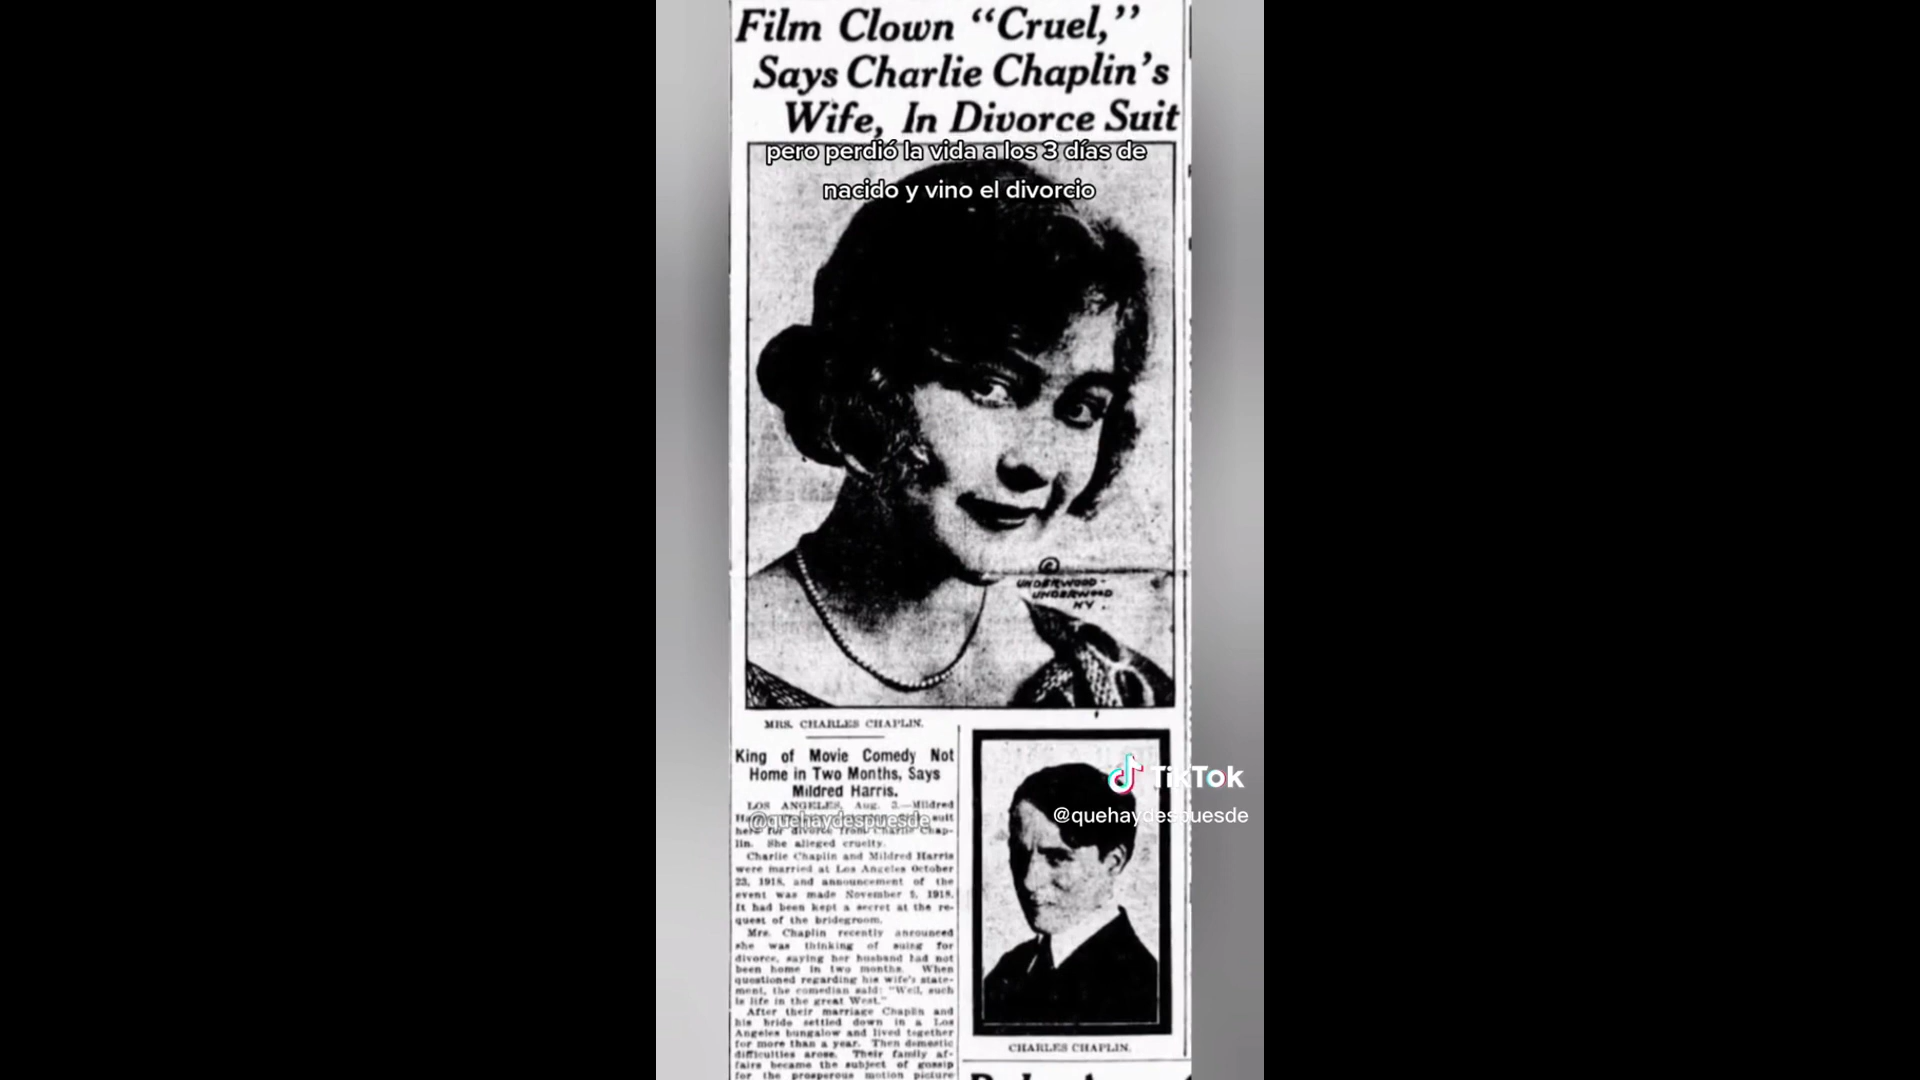 Film Clown “Cruel,”
Says Charlie Chaplin’s
Wife, In Divorce Suit
pero perdió la vida a los 3 días de
nacido y vino el divorcio
©
UNDERWOOD-
UNDERWOOD
NY.
MRS. CHARLES CHAPLIN.
King of Movie Comedy Not
Home in Two Months, Says
Mildred Harris.
LOS ANGELES, Aug. 3.—Mildred
@quehaydespuesde suit
here for divorce from Charlie Chap-
lin. She alleged cruelty.
Charlie Chaplin and Mildred Harris
were married at Los Angeles October
23, 1918, and announcement of the
event was made November 5, 1918.
It had been kept a secret at the re-
quest of the bridegroom.
Mrs. Chaplin recently announced
she was thinking of suing for
divorce, saying her husband had not
been home in two months. When
questioned regarding his wife's state-
ment, the comedian said: "Well, such
is life in the great West."
After their marriage Chaplin and
his bride settled down in a Los
Angeles bungalow and lived together
for more than a year. Then domestic
difficulties arose. Their family af-
fairs became the subject of gossip
for the prosperous motion picture
TikTok
@quehaydespuesde
CHARLES CHAPLIN.